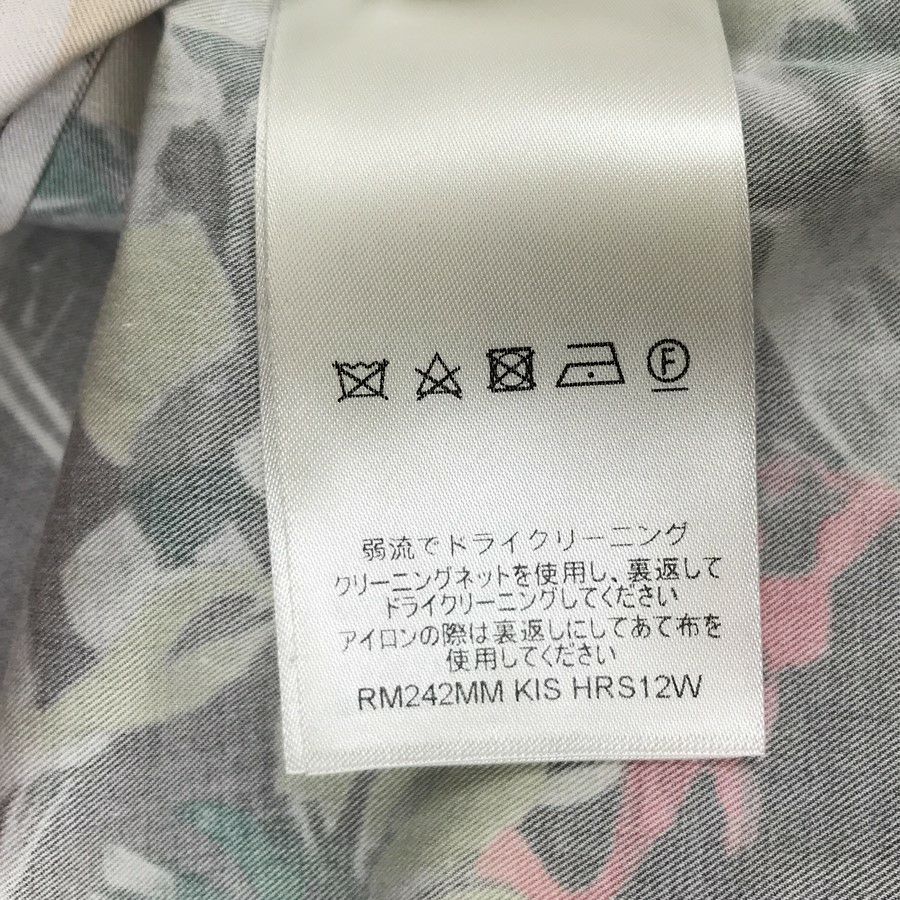 F
弱流でドライクリーニング
クリーニングネットを使用し、裏返して
ドライクリーニングしてください
アイロンの際は裏返しにしてあて布を
使用してください
RM242MM KIS HRS12W